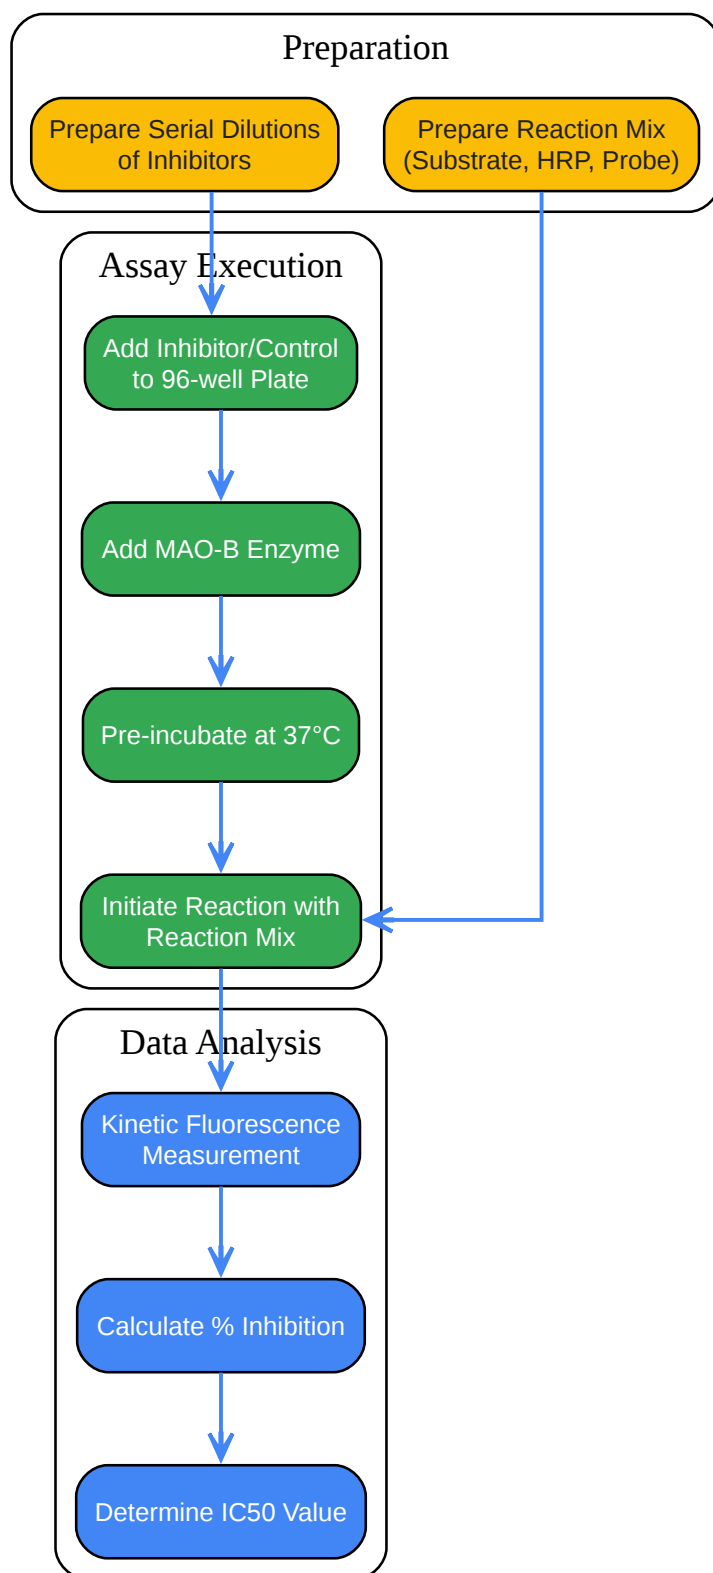 Preparation
Prepare Serial Dilutions
of Inhibitors
Prepare Reaction Mix
(Substrate, HRP, Probe)
Assay Execution
Add Inhibitor/Control
to 96-well Plate
Add MAO-B Enzyme
Pre-incubate at 37°C
Initiate Reaction with
Reaction Mix
Data Analysis
Kinetic Fluorescence
Measurement
Calculate % Inhibition
Determine IC50 Value